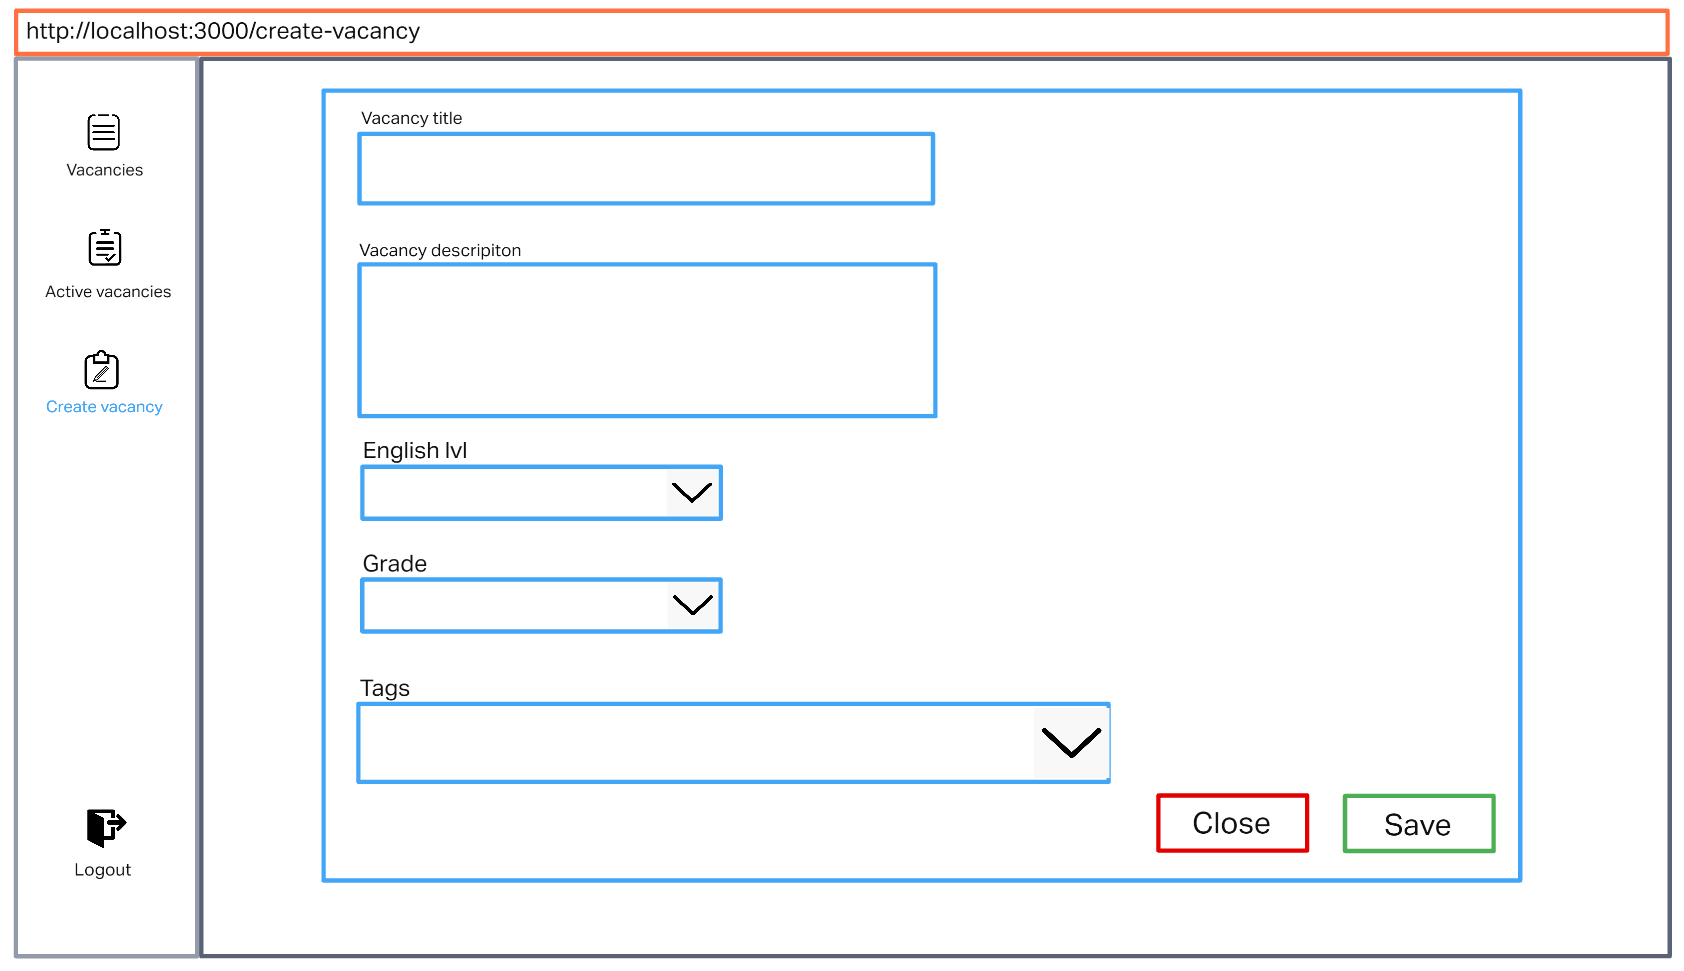 http://localhost:3000/create-vacancy
Vacancies
Active vacancies
Create vacancy
Logout
Vacancy title
Vacancy descripiton
English lvl
Grade
Tags
Close
Save